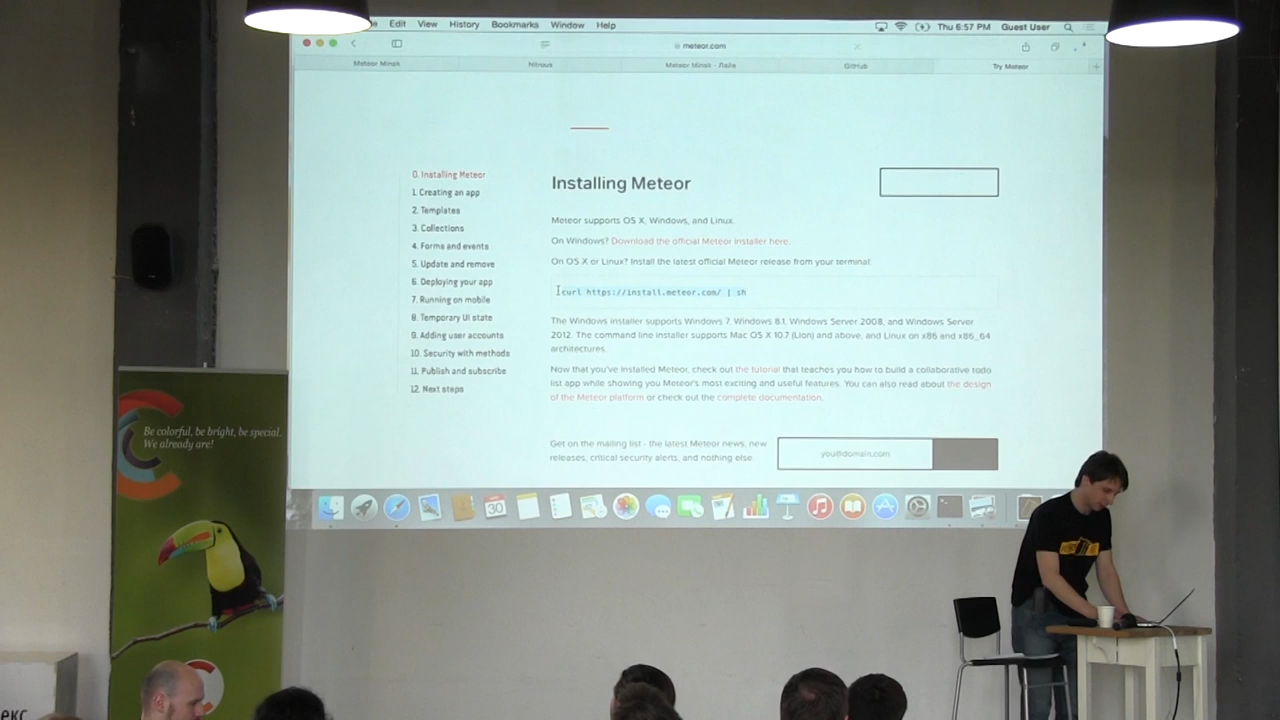 Edit View History Bookmarks Window Help
Thu 6:57 PM Guest User
meteor.com
Meteor Minsk
Nitrous
Meteor Minsk - Лайв
GitHub
Try Meteor
0. Installing Meteor
1. Creating an app
2. Templates
3. Collections
4. Forms and events
5. Update and remove
6. Deploying your app
7. Running on mobile
8. Temporary UI state
9. Adding user accounts
10. Security with methods
11. Publish and subscribe
12. Next steps
Installing Meteor
Meteor supports OS X, Windows, and Linux.
On Windows? Download the official Meteor installer here.
On OS X or Linux? Install the latest official Meteor release from your terminal:
curl https://install.meteor.com/ | sh
The Windows installer supports Windows 7, Windows 8.1, Windows Server 2008, and Windows Server
2012. The command line installer supports Mac OS X 10.7 (Lion) and above, and Linux on x86 and x86_64
architectures.
Now that you've installed Meteor, check out the tutorial that teaches you how to build a collaborative todo
list app while showing you Meteor's most exciting and useful features. You can also read about the design
of the Meteor platform or check out the complete documentation.
Get on the mailing list - the latest Meteor news, new
releases, critical security alerts, and nothing else.
you@domain.com
30
Be colorful, be bright, be special.
We already are!
екс